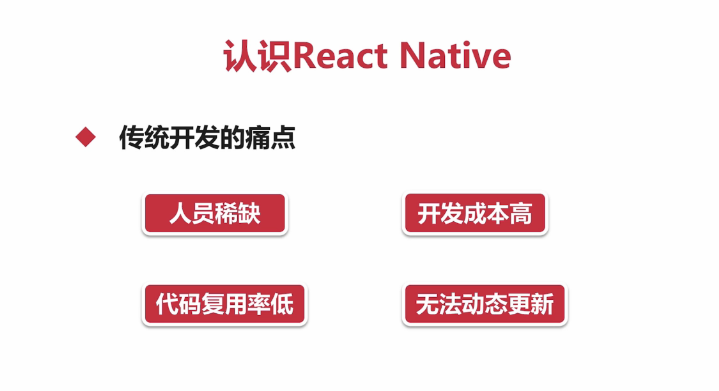 认识React Native
传统开发的痛点
人员稀缺
开发成本高
代码复用率低
无法动态更新